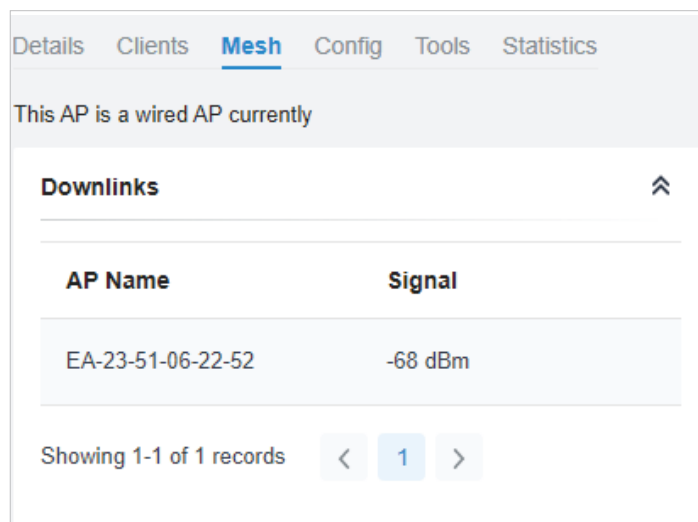 Details Clients Mesh Config Tools Statistics
This AP is a wired AP currently
Downlinks
AP Name Signal
EA-23-51-06-22-52 -68 dBm
Showing 1-1 of 1 records < 1 >